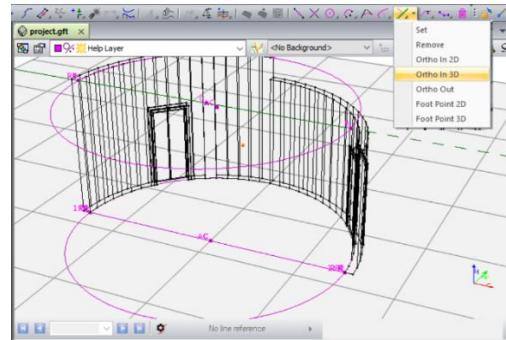 project.gft
Help Layer
<No Background>
Set
Remove
Ortho In 2D
Ortho In 3D
Ortho Out
Foot Point 2D
Foot Point 3D
No line reference